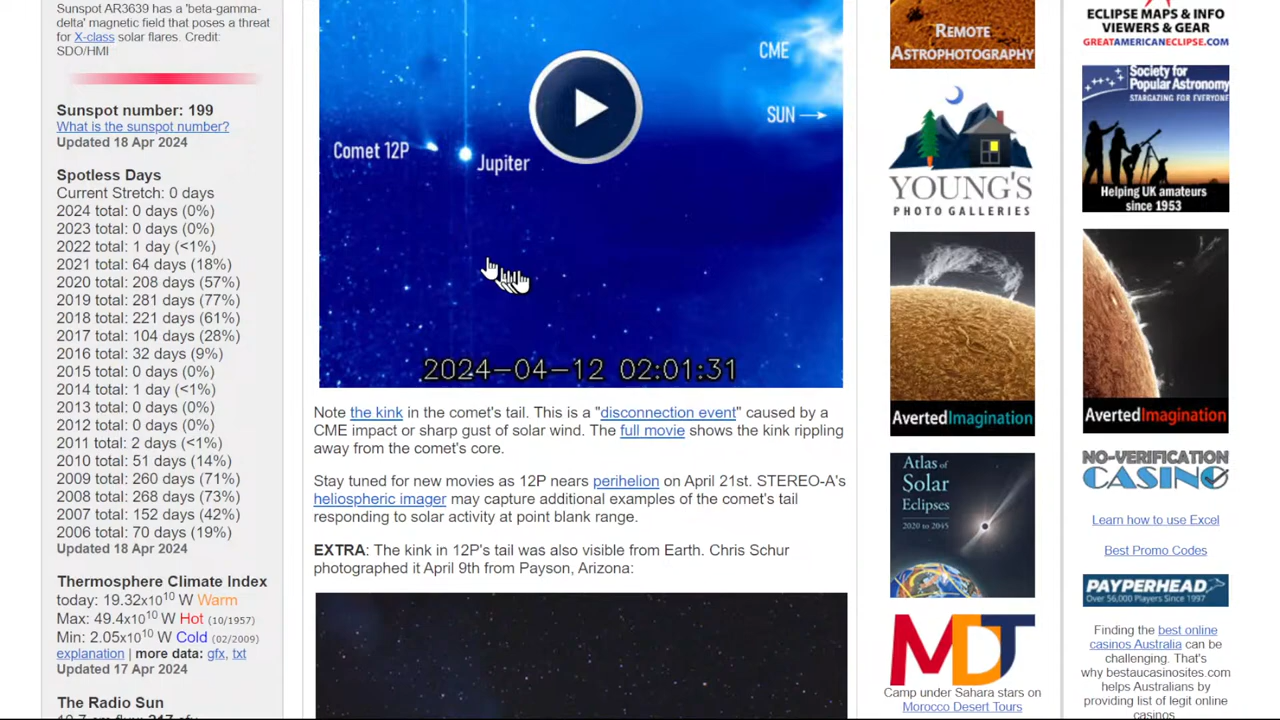 Sunspot AR3639 has a 'beta-gamma-
delta' magnetic field that poses a threat
for X-class solar flares. Credit:
SDO/HMI
Sunspot number: 199
What is the sunspot number?
Updated 18 Apr 2024
Spotless Days
Current Stretch: 0 days
2024 total: 0 days (0%)
2023 total: 0 days (0%)
2022 total: 1 day (<1%)
2021 total: 64 days (18%)
2020 total: 208 days (57%)
2019 total: 281 days (77%)
2018 total: 221 days (61%)
2017 total: 104 days (28%)
2016 total: 32 days (9%)
2015 total: 0 days (0%)
2014 total: 1 day (<1%)
2013 total: 0 days (0%)
2012 total: 0 days (0%)
2011 total: 2 days (<1%)
2010 total: 51 days (14%)
2009 total: 260 days (71%)
2008 total: 268 days (73%)
2007 total: 152 days (42%)
2006 total: 70 days (19%)
Updated 18 Apr 2024
Thermosphere Climate Index
today: 19.32x10¹⁰ W Warm
Max: 49.4x10¹⁰ W Hot (10/1957)
Min: 2.05x10¹⁰ W Cold (02/2009)
explanation | more data: gfx, txt
Updated 17 Apr 2024
The Radio Sun
CME
SUN
Comet 12P
Jupiter
2024-04-12 02:01:31
Note the kink in the comet's tail. This is a "disconnection event" caused by a
CME impact or sharp gust of solar wind. The full movie shows the kink rippling
away from the comet's core.
Stay tuned for new movies as 12P nears perihelion on April 21st. STEREO-A's
heliospheric imager may capture additional examples of the comet's tail
responding to solar activity at point blank range.
EXTRA: The kink in 12P's tail was also visible from Earth. Chris Schur
photographed it April 9th from Payson, Arizona:
REMOTE
ASTROPHOTOGRAPHY
YOUNG'S
PHOTO GALLERIES
AvertedImagination
Atlas of
Solar
Eclipses
2020 to 2045
MDT
Camp under Sahara stars on
Morocco Desert Tours
ECLIPSE MAPS & INFO
VIEWERS & GEAR
GREATAMERICANECLIPSE.COM
Society for
Popular Astronomy
STARGAZING FOR EVERYONE
Helping UK amateurs
since 1953
AvertedImagination
NO-VERIFICATION
CASINO
Learn how to use Excel
Best Promo Codes
PAYPERHEAD
Over 56,000 Players Since 1997
Finding the best online
casinos Australia can be
challenging. That's
why bestaucasinosites.com
helps Australians by
providing list of legit online
casinos.